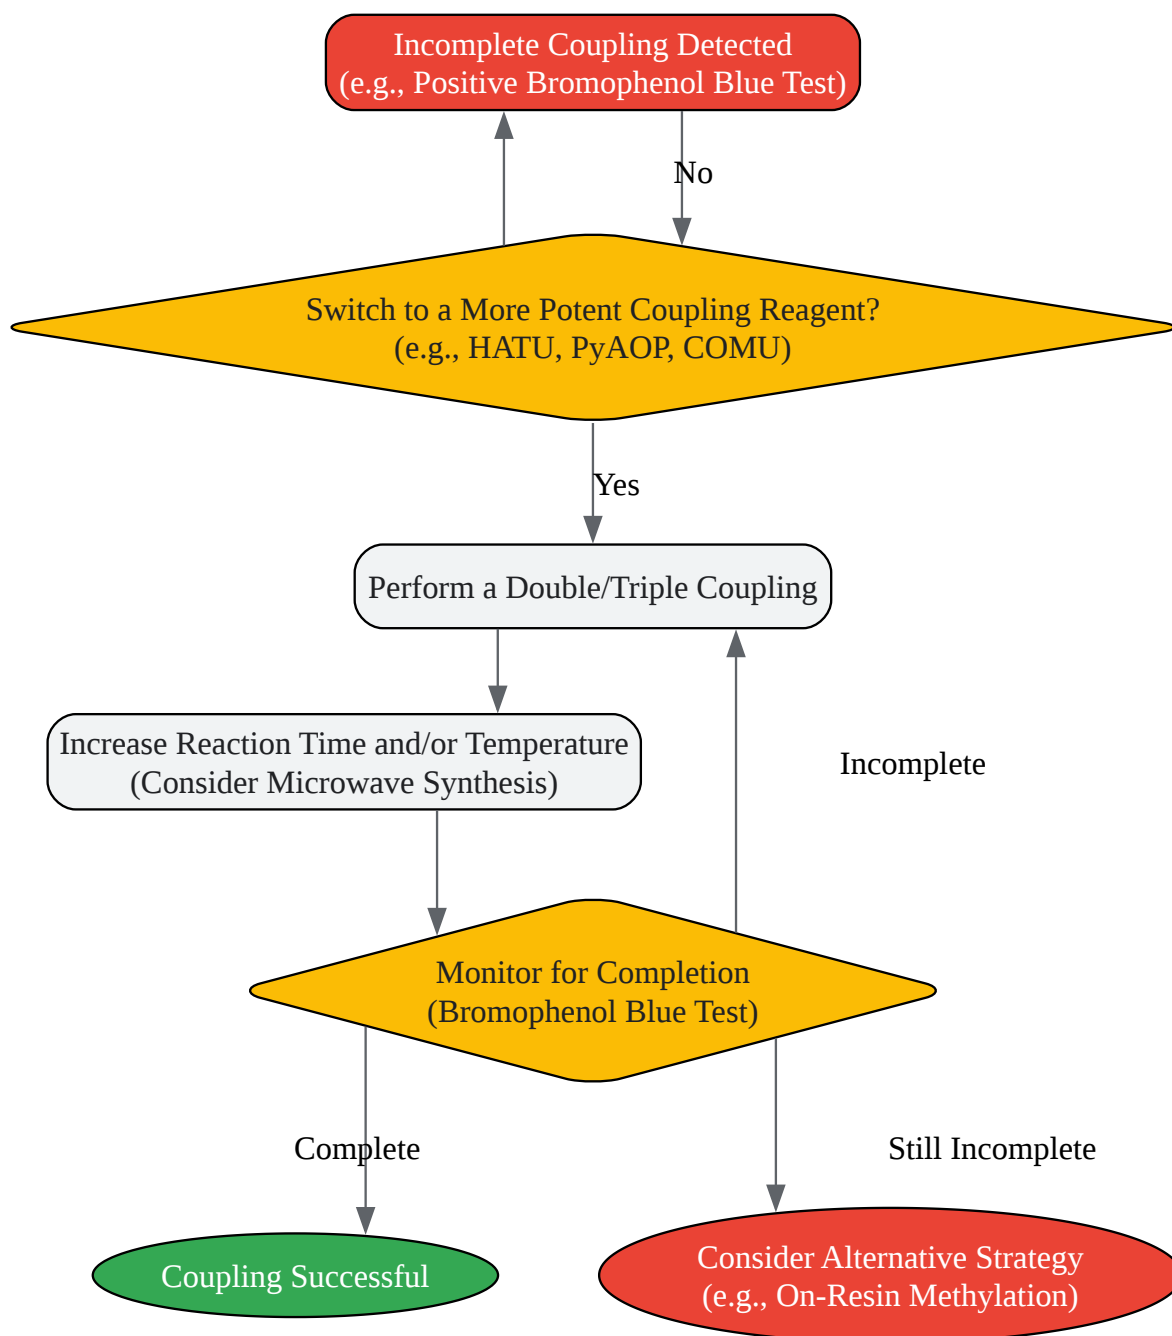 Incomplete Coupling Detected
(e.g., Positive Bromophenol Blue Test)
No
Switch to a More Potent Coupling Reagent?
(e.g., HATU, PyAOP, COMU)
Yes
Perform a Double/Triple Coupling
Increase Reaction Time and/or Temperature
(Consider Microwave Synthesis)
Incomplete
Monitor for Completion
(Bromophenol Blue Test)
Complete
Still Incomplete
Coupling Successful
Consider Alternative Strategy
(e.g., On-Resin Methylation)